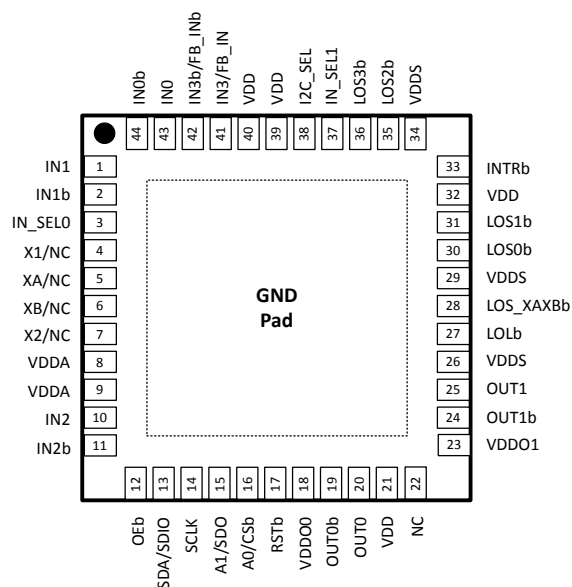 IN0b
IN0
IN3b/FB_INb
IN3/FB_IN
VDD
VDD
I2C_SEL
IN_SEL1
LOS3b
LOS2b
VDDS
44
43
42
41
40
39
38
37
36
35
34
IN1 1
IN1b 2
IN_SEL0 3
X1/NC 4
XA/NC 5
XB/NC 6
X2/NC 7
VDDA 8
VDDA 9
IN2 10
IN2b 11
GND
Pad
33 INTRb
32 VDD
31 LOS1b
30 LOS0b
29 VDDS
28 LOS_XAXBb
27 LOLb
26 VDDS
25 OUT1
24 OUT1b
23 VDDO1
12
13
14
15
16
17
18
19
20
21
22
OEb
SDA/SDIO
SCLK
A1/SDO
A0/CSb
RSTb
VDDO0
OUT0b
OUT0
VDD
NC